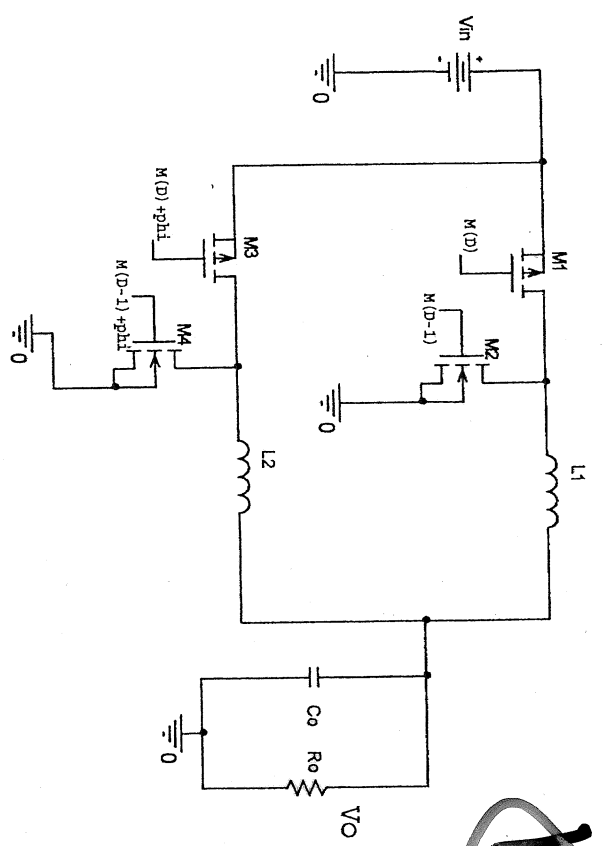 Vin
+
-
0
M1
M(D)
M2
M(D-1)
0
L1
M3
M(D)+phi
M4
M(D-1)+phi
0
L2
Co
Ro
Vo
0